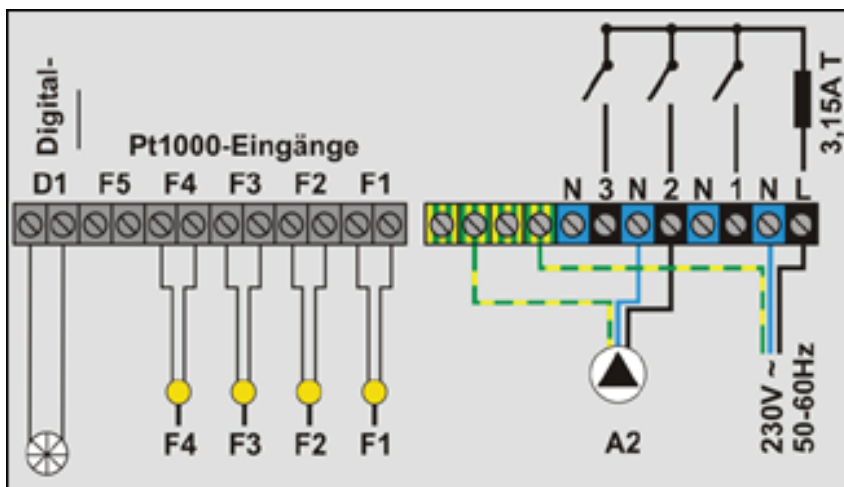 Digital-
Pt1000-Eingänge
D1 F5 F4 F3 F2 F1
3,15A T
N 3 N 2 N 1 N L
F4 F3 F2 F1
A2
230V ~
50-60Hz